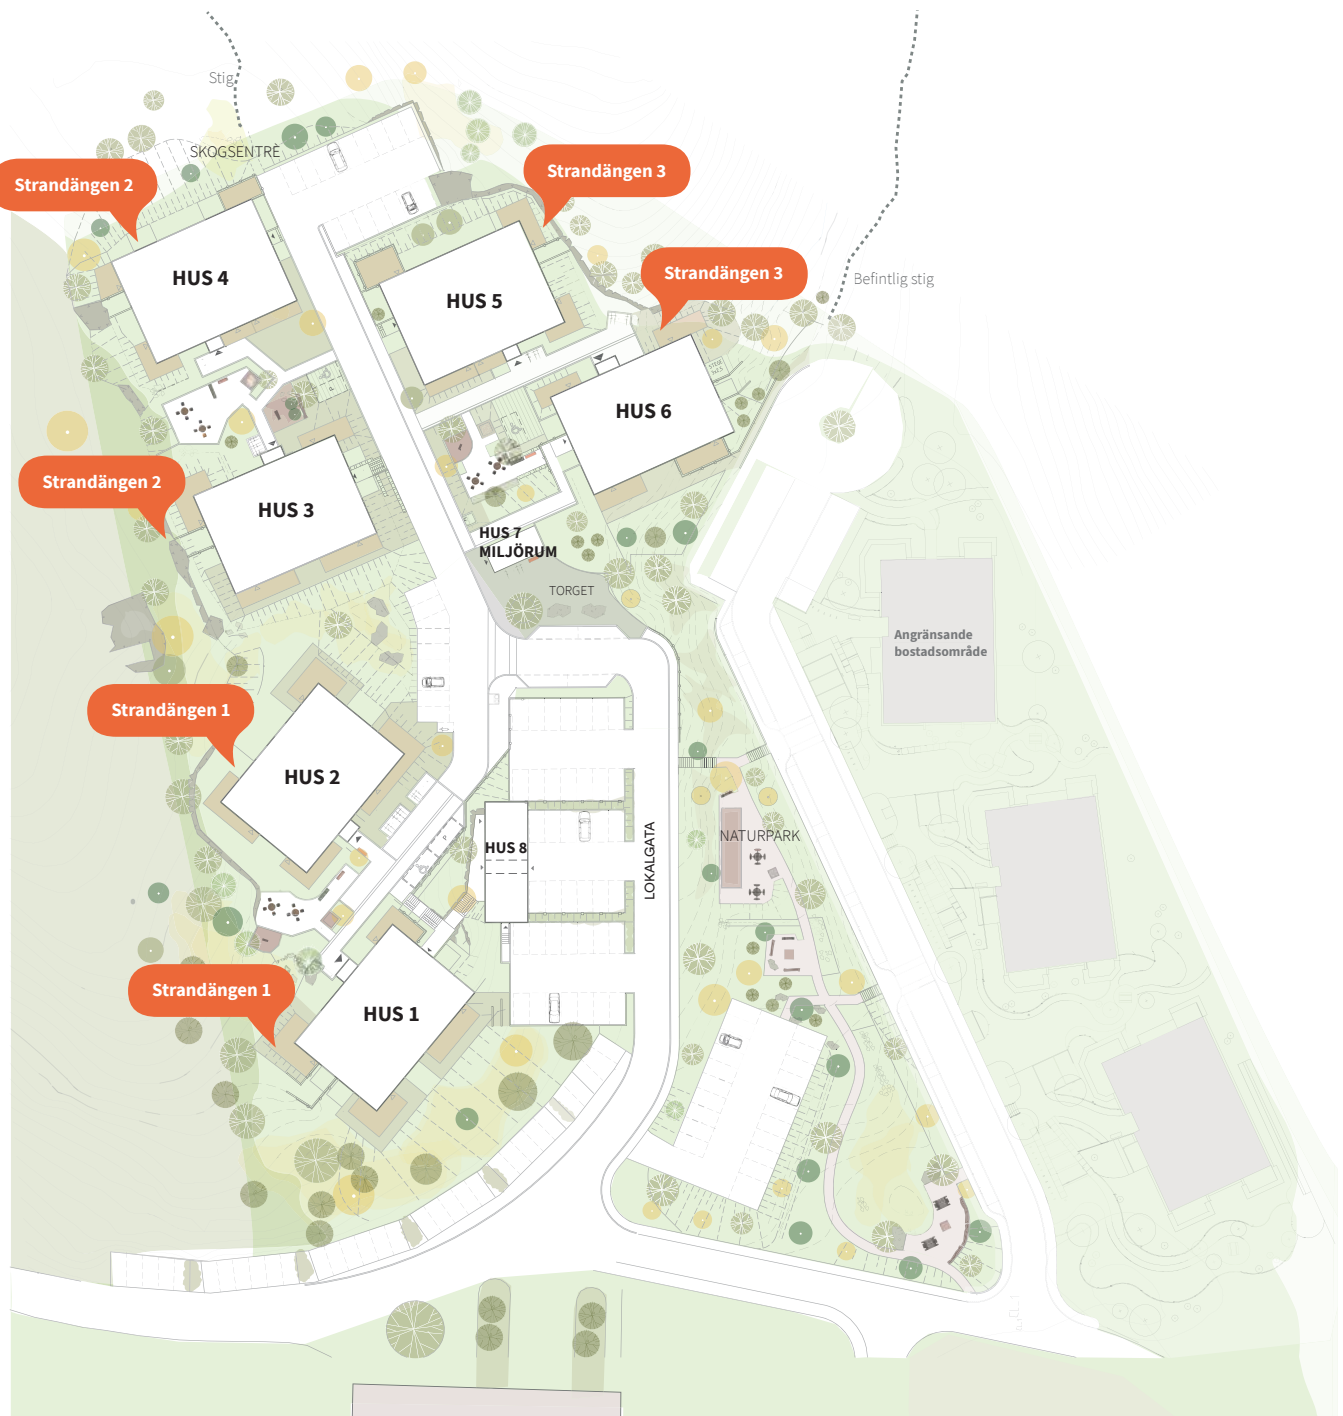 Stig
SKOGSENTRÈ
Strandängen 2
Strandängen 3
HUS 4
HUS 5
Strandängen 3
Befintlig stig
HUS 6
Strandängen 2
HUS 3
HUS 7
MILJÖRUM
TORGET
Angränsande
bostadsområde
Strandängen 1
HUS 2
HUS 8
LOKALGATA
NATURPARK
Strandängen 1
HUS 1